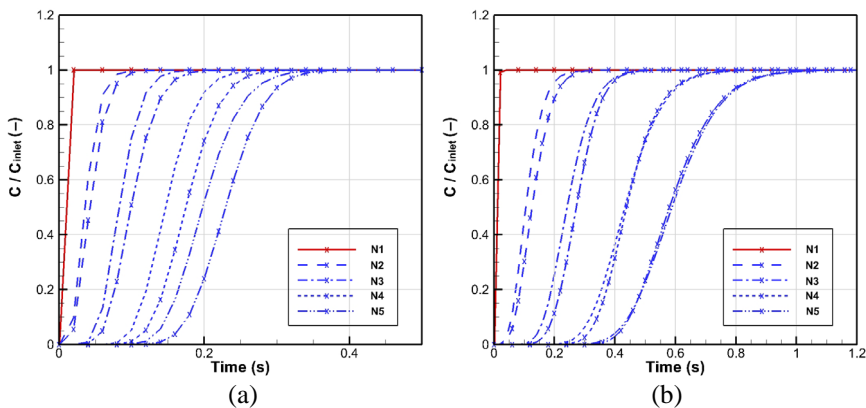 1.2
1
0.8
0.6
0.4
0.2
0
C / C_inlet (–)
N1
N2
N3
N4
N5
0 0.2 0.4
Time (s)
(a)
1.2
1
0.8
0.6
0.4
0.2
0
C / C_inlet (–)
N1
N2
N3
N4
N5
0 0.2 0.4 0.6 0.8 1 1.2
Time (s)
(b)